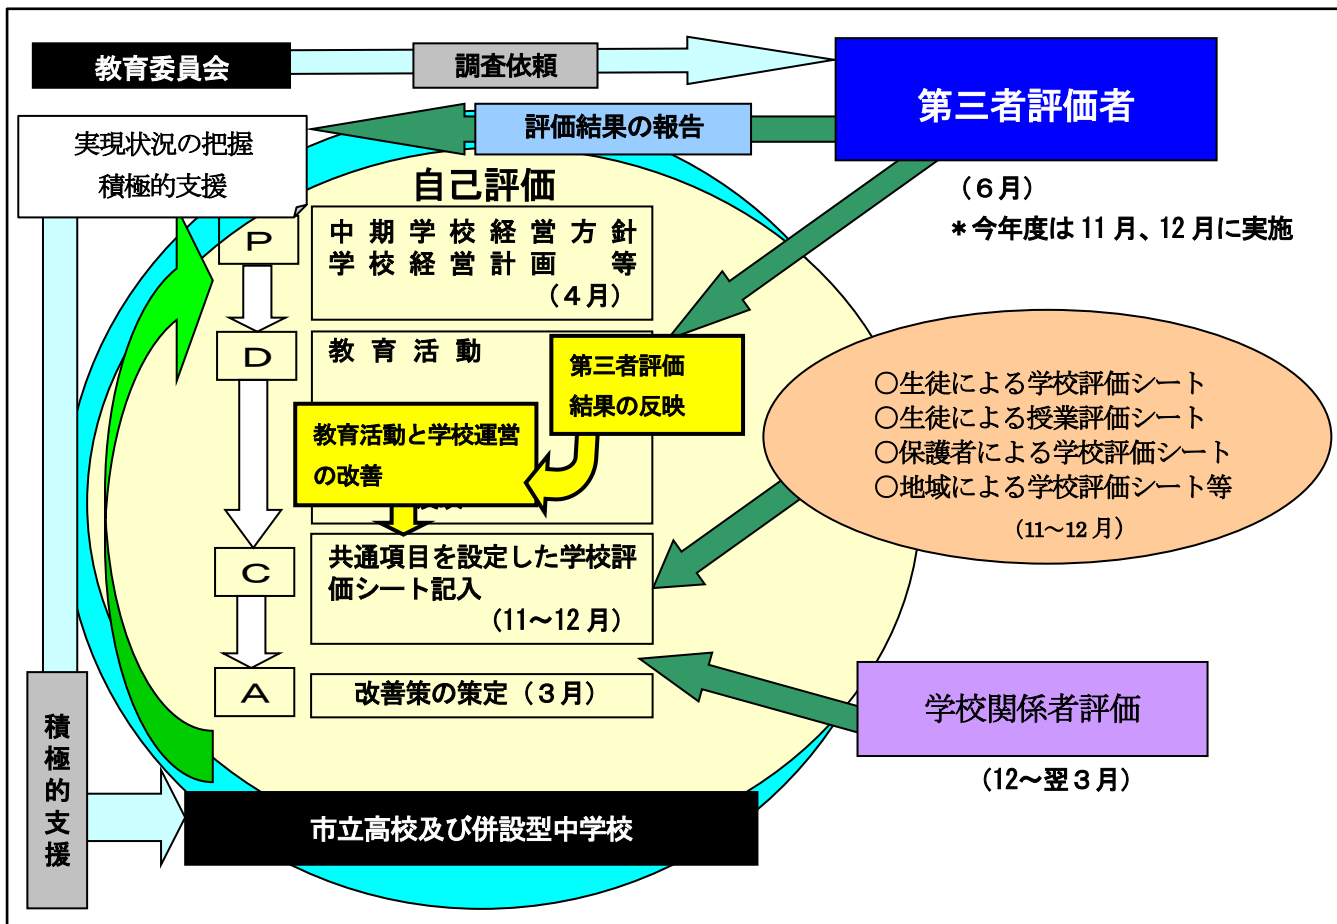 教育委員会
調査依頼
第三者評価者
評価結果の報告
実現状況の把握
積極的支援
（６月）
＊今年度は11月、12月に実施
自己評価
P
中期学校経営方針
学校経営計画　等
（４月）
D
教育活動
第三者評価
結果の反映
教育活動と学校運営
の改善
○生徒による学校評価シート
○生徒による授業評価シート
○保護者による学校評価シート
○地域による学校評価シート等
(11～12月)
C
共通項目を設定した学校評
価シート記入
(11～12月)
A
改善策の策定（３月）
学校関係者評価
(12～翌３月)
積極的支援
市立高校及び併設型中学校